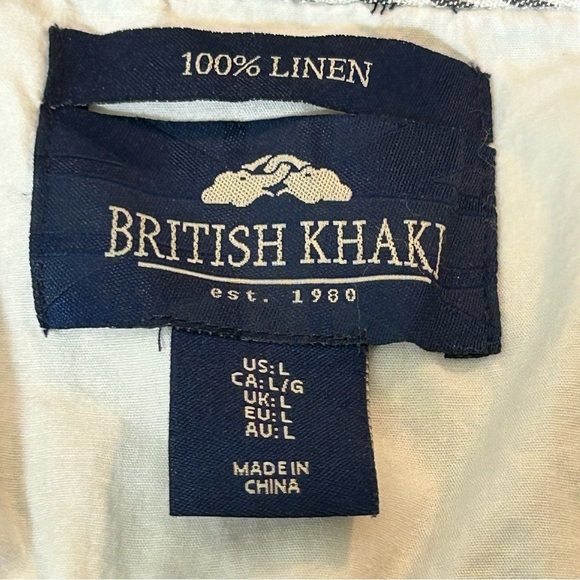 100% LINEN
BRITISH KHAKI
est. 1980
US: L
CA: L/G
UK: L
EU: L
AU: L
MADE IN
CHINA